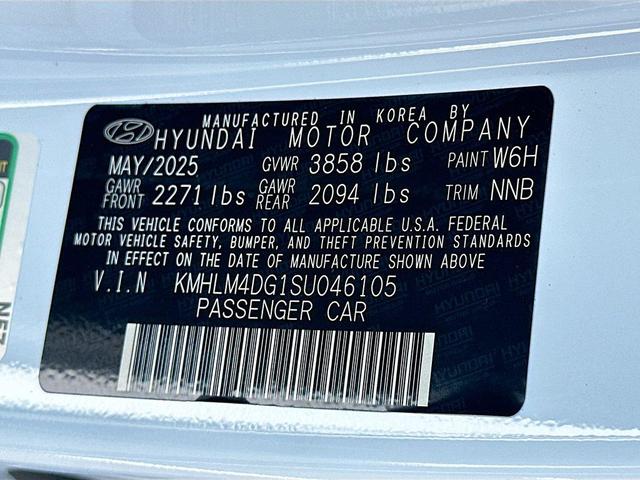 MANUFACTURED IN KOREA BY
HYUNDAI MOTOR COMPANY
MAY/2025 GVWR 3858 lbs PAINT W6H
GAWR FRONT 2271 lbs GAWR REAR 2094 lbs TRIM NNB
THIS VEHICLE CONFORMS TO ALL APPLICABLE U.S.A. FEDERAL
MOTOR VEHICLE SAFETY, BUMPER, AND THEFT PREVENTION STANDARDS
IN EFFECT ON THE DATE OF MANUFACTURE SHOWN ABOVE
V.I.N KMHLM4DG1SU046105
PASSENGER CAR